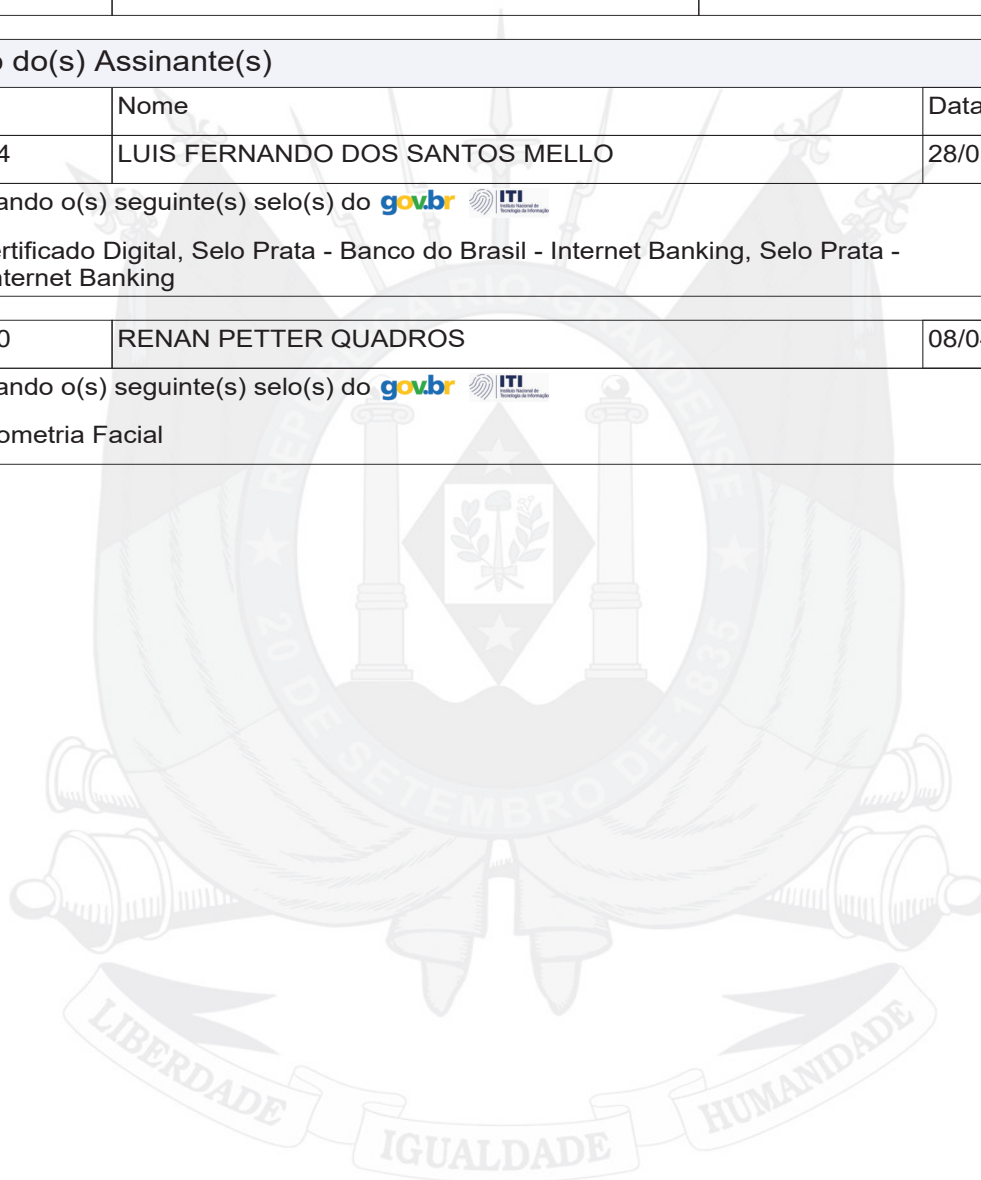 o do(s) Assinante(s)
Nome Data
4 LUIS FERNANDO DOS SANTOS MELLO 28/0
ando o(s) seguinte(s) selo(s) do gov.br ITI
ertificado Digital, Selo Prata - Banco do Brasil - Internet Banking, Selo Prata -
nternet Banking
0 RENAN PETTER QUADROS 08/0
ando o(s) seguinte(s) selo(s) do gov.br ITI
ometria Facial
REPÚBLICA RIO GRANDENSE
20 DE SETEMBRO DE 1835
LIBERDADE IGUALDADE HUMANIDADE